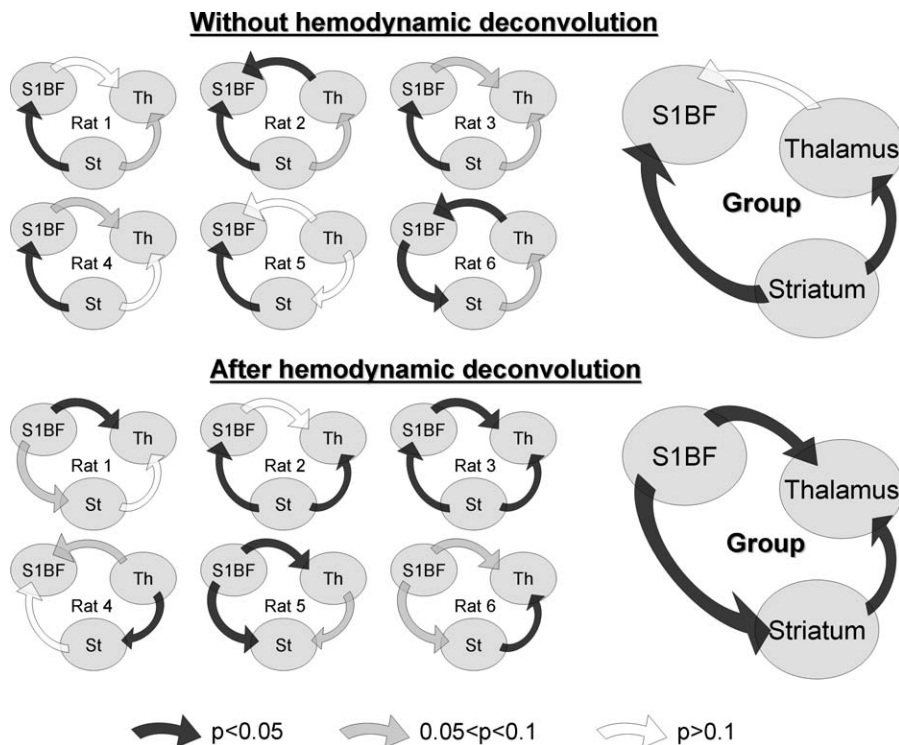 Without hemodynamic deconvolution
S1BF Th Rat 1 St
S1BF Th Rat 2 St
S1BF Th Rat 3 St
S1BF Th Rat 4 St
S1BF Th Rat 5 St
S1BF Th Rat 6 St
S1BF
Thalamus
Group
Striatum
After hemodynamic deconvolution
S1BF Th Rat 1 St
S1BF Th Rat 2 St
S1BF Th Rat 3 St
S1BF Th Rat 4 St
S1BF Th Rat 5 St
S1BF Th Rat 6 St
S1BF
Thalamus
Group
Striatum
p<0.05 0.05<p<0.1 p>0.1